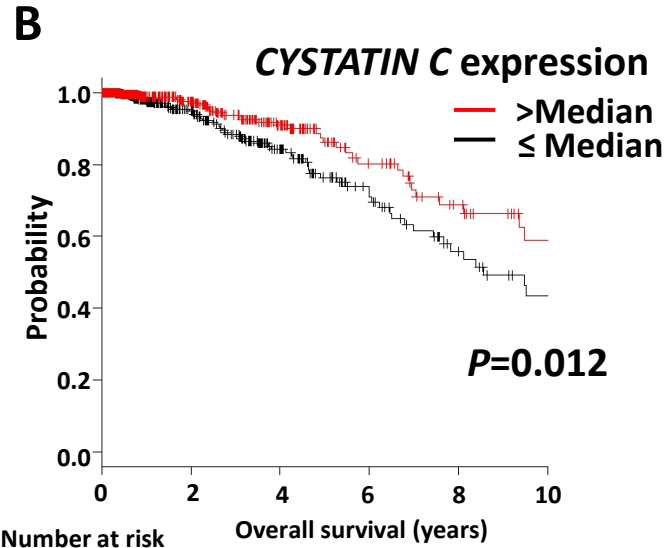 B
CYSTATIN C expression
>Median
≤ Median
Probability
1.0
0.8
0.6
0.4
0.2
0.0
P=0.012
0 2 4 6 8 10
Overall survival (years)
Number at risk